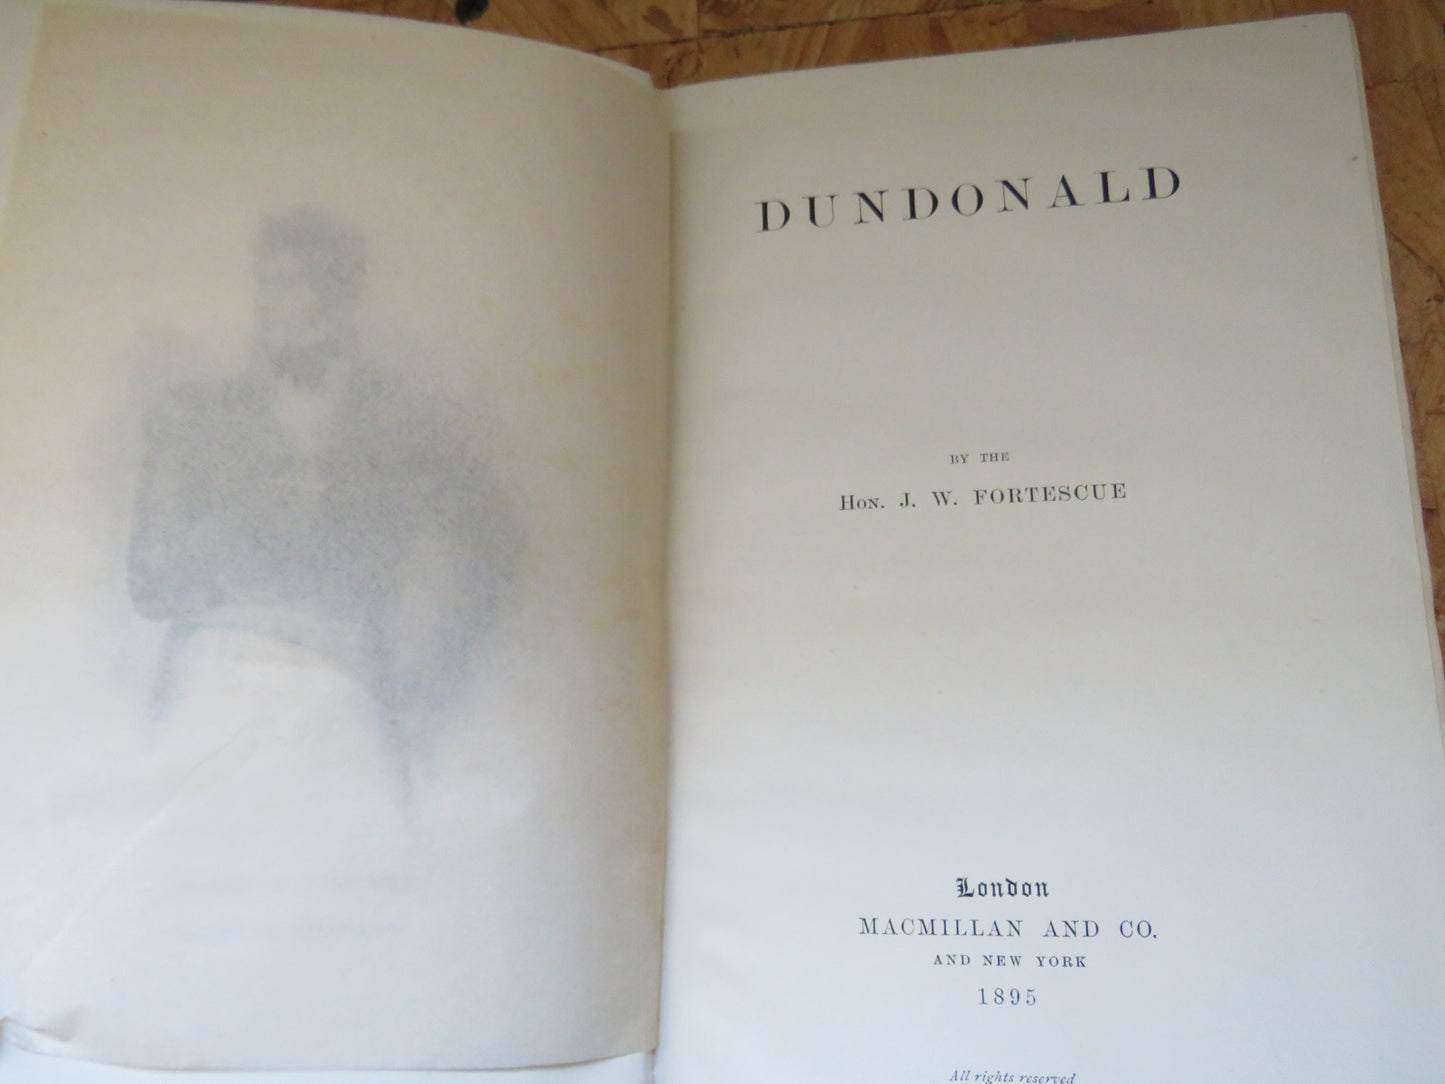 DUNDONALD
BY THE
HON. J. W. FORTESCUE
London
MACMILLAN AND CO.
AND NEW YORK
1895
All rights reserved